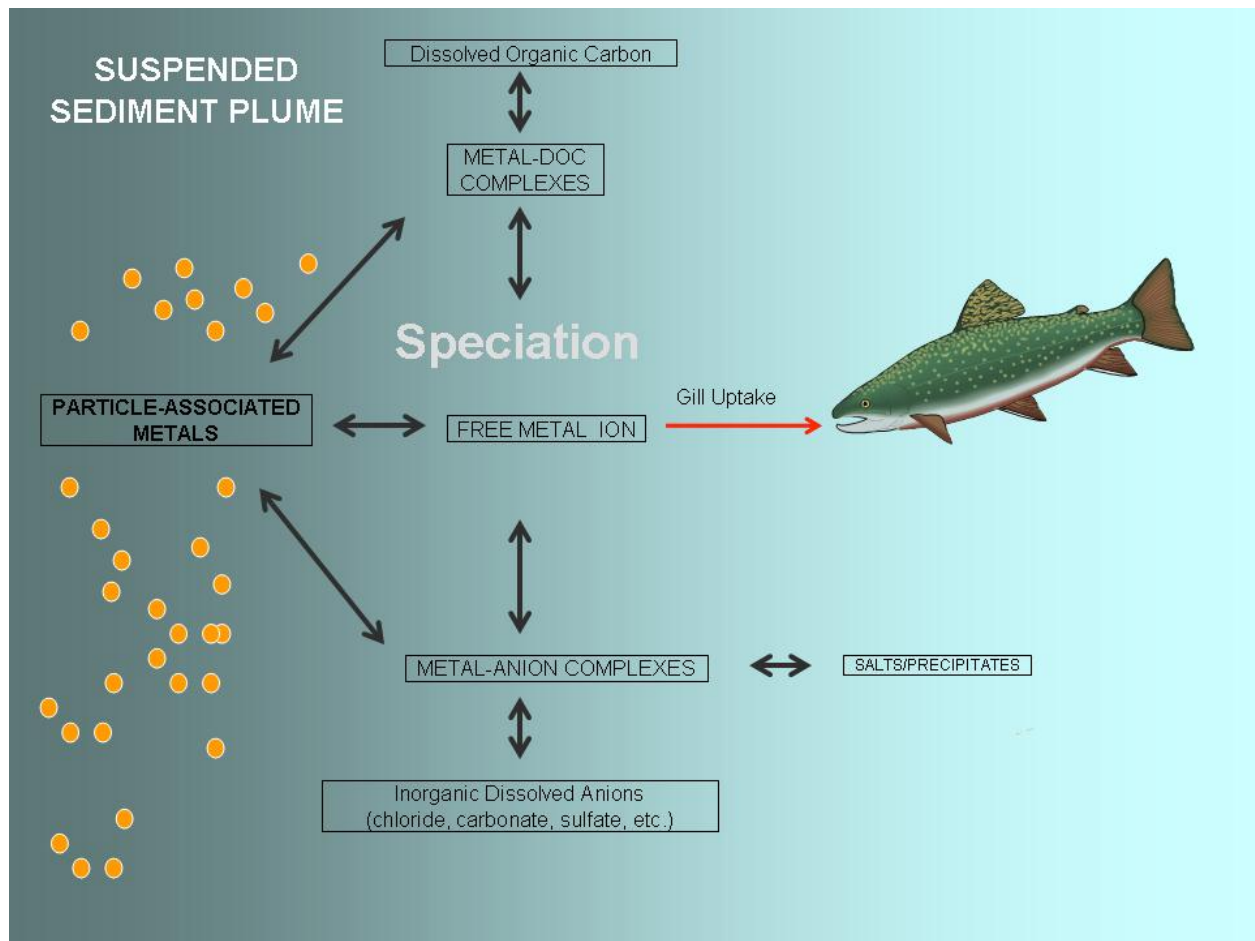 SUSPENDED
SEDIMENT PLUME
Dissolved Organic Carbon
METAL-DOC
COMPLEXES
Speciation
PARTICLE-ASSOCIATED
METALS
FREE METAL ION
Gill Uptake
METAL-ANION COMPLEXES
SALTS/PRECIPITATES
Inorganic Dissolved Anions
(chloride, carbonate, sulfate, etc.)